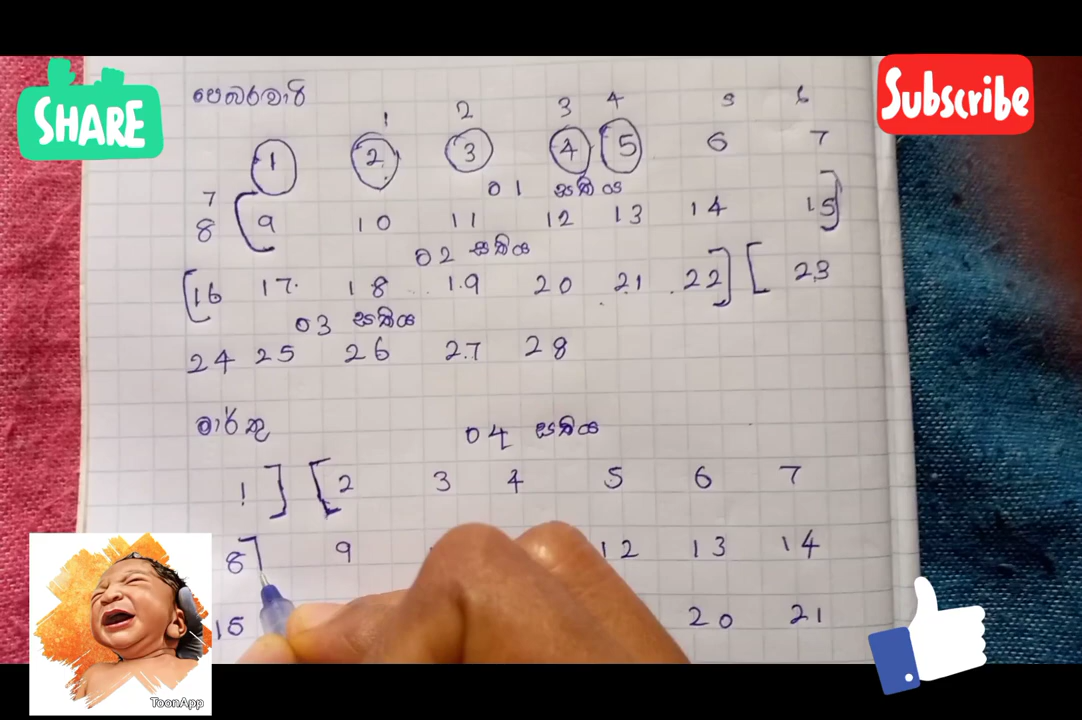 SHARE
Subscribe
පෙබරවාරි
1 2 3 4 5 6
1 2 3 4 5 6 7
01 සතිය
7
8 [ 9 10 11 12 13 14 15 ]
02 සතිය
[ 16 17. 18 19 20 21 22 ] [ 23
03 සතිය
24 25 26 27 28
මාර්තු
04 සතිය
1 ] [ 2 3 4 5 6 7
8 ] 9 12 13 14
15 20 21
ToonApp